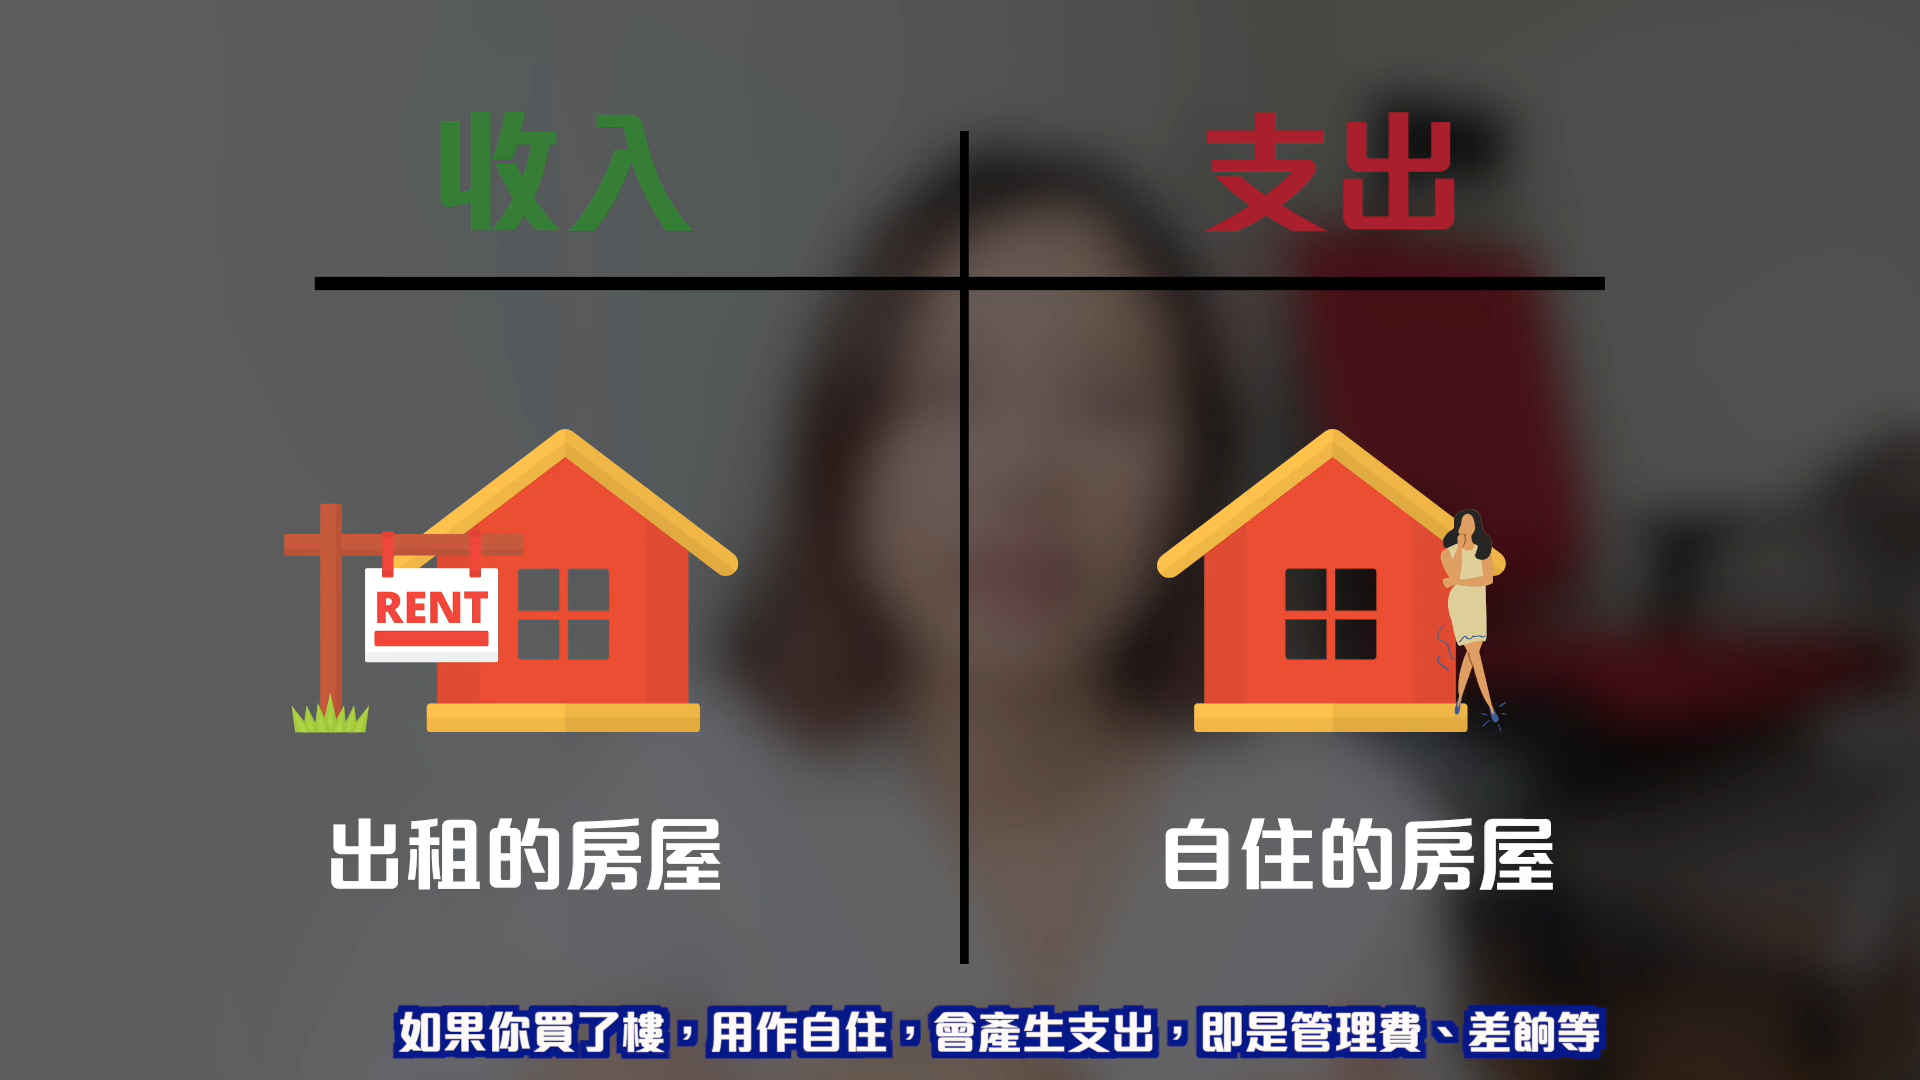 收入
支出
RENT
出租的房屋
自住的房屋
如果你買了樓，用作自住，會產生支出，即是管理費、差餉等